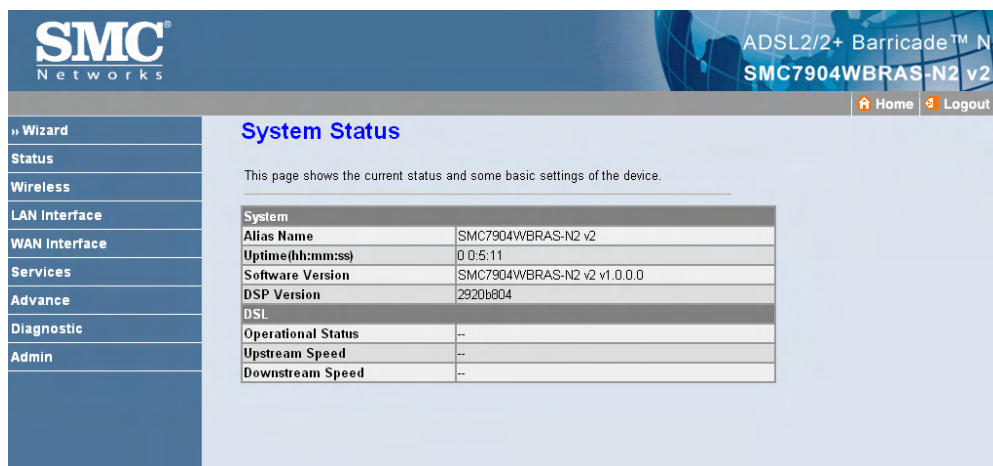 SMC®
Networks
ADSL2/2+ Barricade™ N
SMC7904WBRAS-N2 v2
Home Logout
» Wizard
Status
Wireless
LAN Interface
WAN Interface
Services
Advance
Diagnostic
Admin
System Status
This page shows the current status and some basic settings of the device.
System
Alias Name SMC7904WBRAS-N2 v2
Uptime(hh:mm:ss) 0 0:5:11
Software Version SMC7904WBRAS-N2 v2 v1.0.0.0
DSP Version 2920b804
DSL
Operational Status --
Upstream Speed --
Downstream Speed --